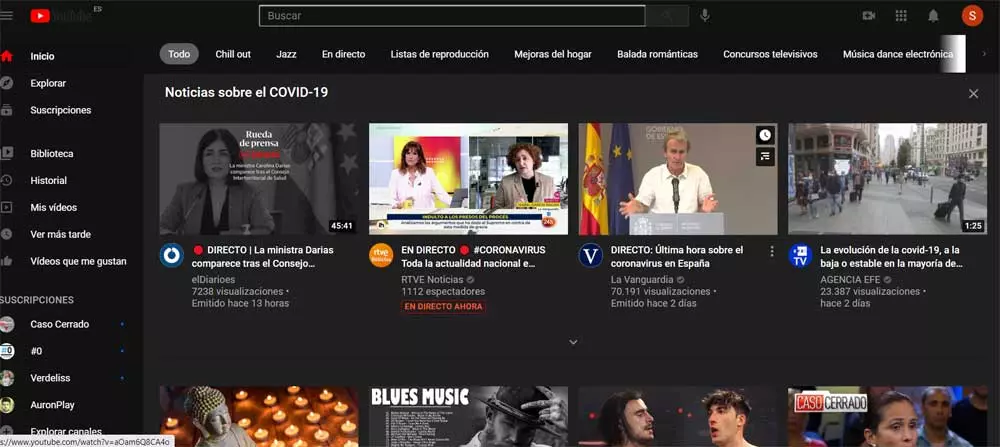 YouTube ES
Buscar
S
Inicio
Explorar
Suscripciones
Biblioteca
Historial
Mis vídeos
Ver más tarde
Vídeos que me gustan
SUSCRIPCIONES
Caso Cerrado
#0
Verdeliss
AuronPlay
Explorar canales
Todo
Chill out
Jazz
En directo
Listas de reproducción
Mejoras del hogar
Balada románticas
Concursos televisivos
Música dance electrónica
Noticias sobre el COVID-19
Rueda
de prensa
La ministra Carolina Darias
comparece tras el Consejo
Interterritorial de Salud
45:41
DIRECTO | La ministra Darias
comparece tras el Consejo…
elDiarioes
7238 visualizaciones •
Emitido hace 13 horas
INDULTO A LOS PRESOS DEL PROCÉS
24h
rtve
Noticias
EN DIRECTO 🔴 #CORONAVIRUS
Toda la actualidad nacional e…
RTVE Noticias
1112 espectadores
EN DIRECTO AHORA
GOBIERNO
DE ESPAÑA
V
DIRECTO: Última hora sobre el
coronavirus en España
La Vanguardia
70.191 visualizaciones •
Emitido hace 2 días
1:25
TV
La evolución de la covid-19, a la
baja o estable en la mayoría de…
AGENCIA EFE
23.387 visualizaciones •
hace 2 días
BLUES MUSIC
CASO CERRADO
s://www.youtube.com/watch?v=aOam6Q8CA4o